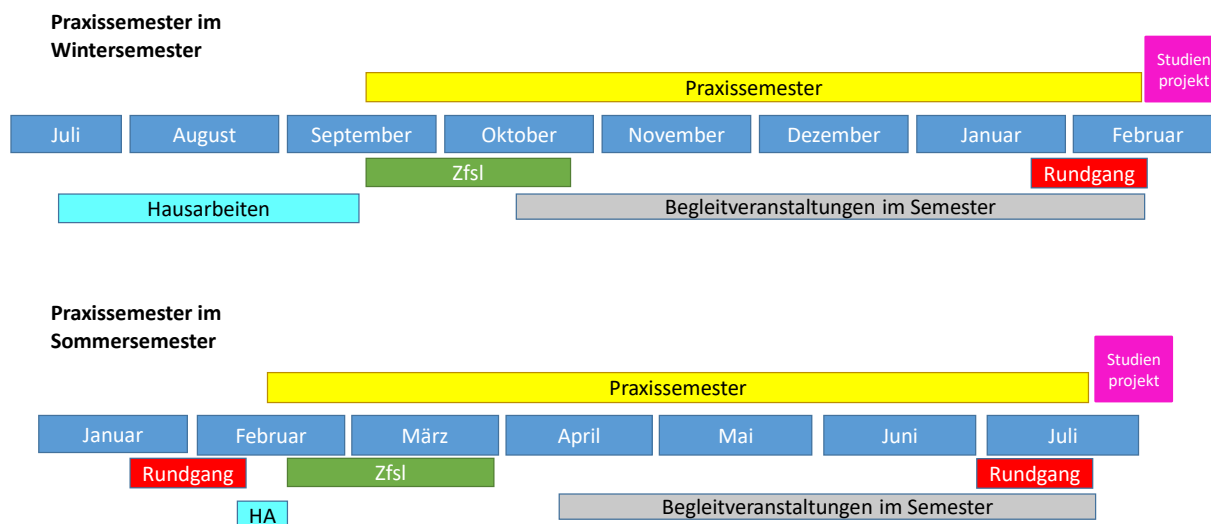 Praxissemester im
Wintersemester
Studien
projekt
Praxissemester
Juli August September Oktober November Dezember Januar Februar
Zfsl Rundgang
Hausarbeiten Begleitveranstaltungen im Semester
Praxissemester im
Sommersemester
Studien
projekt
Praxissemester
Januar Februar März April Mai Juni Juli
Rundgang Zfsl Rundgang
HA Begleitveranstaltungen im Semester